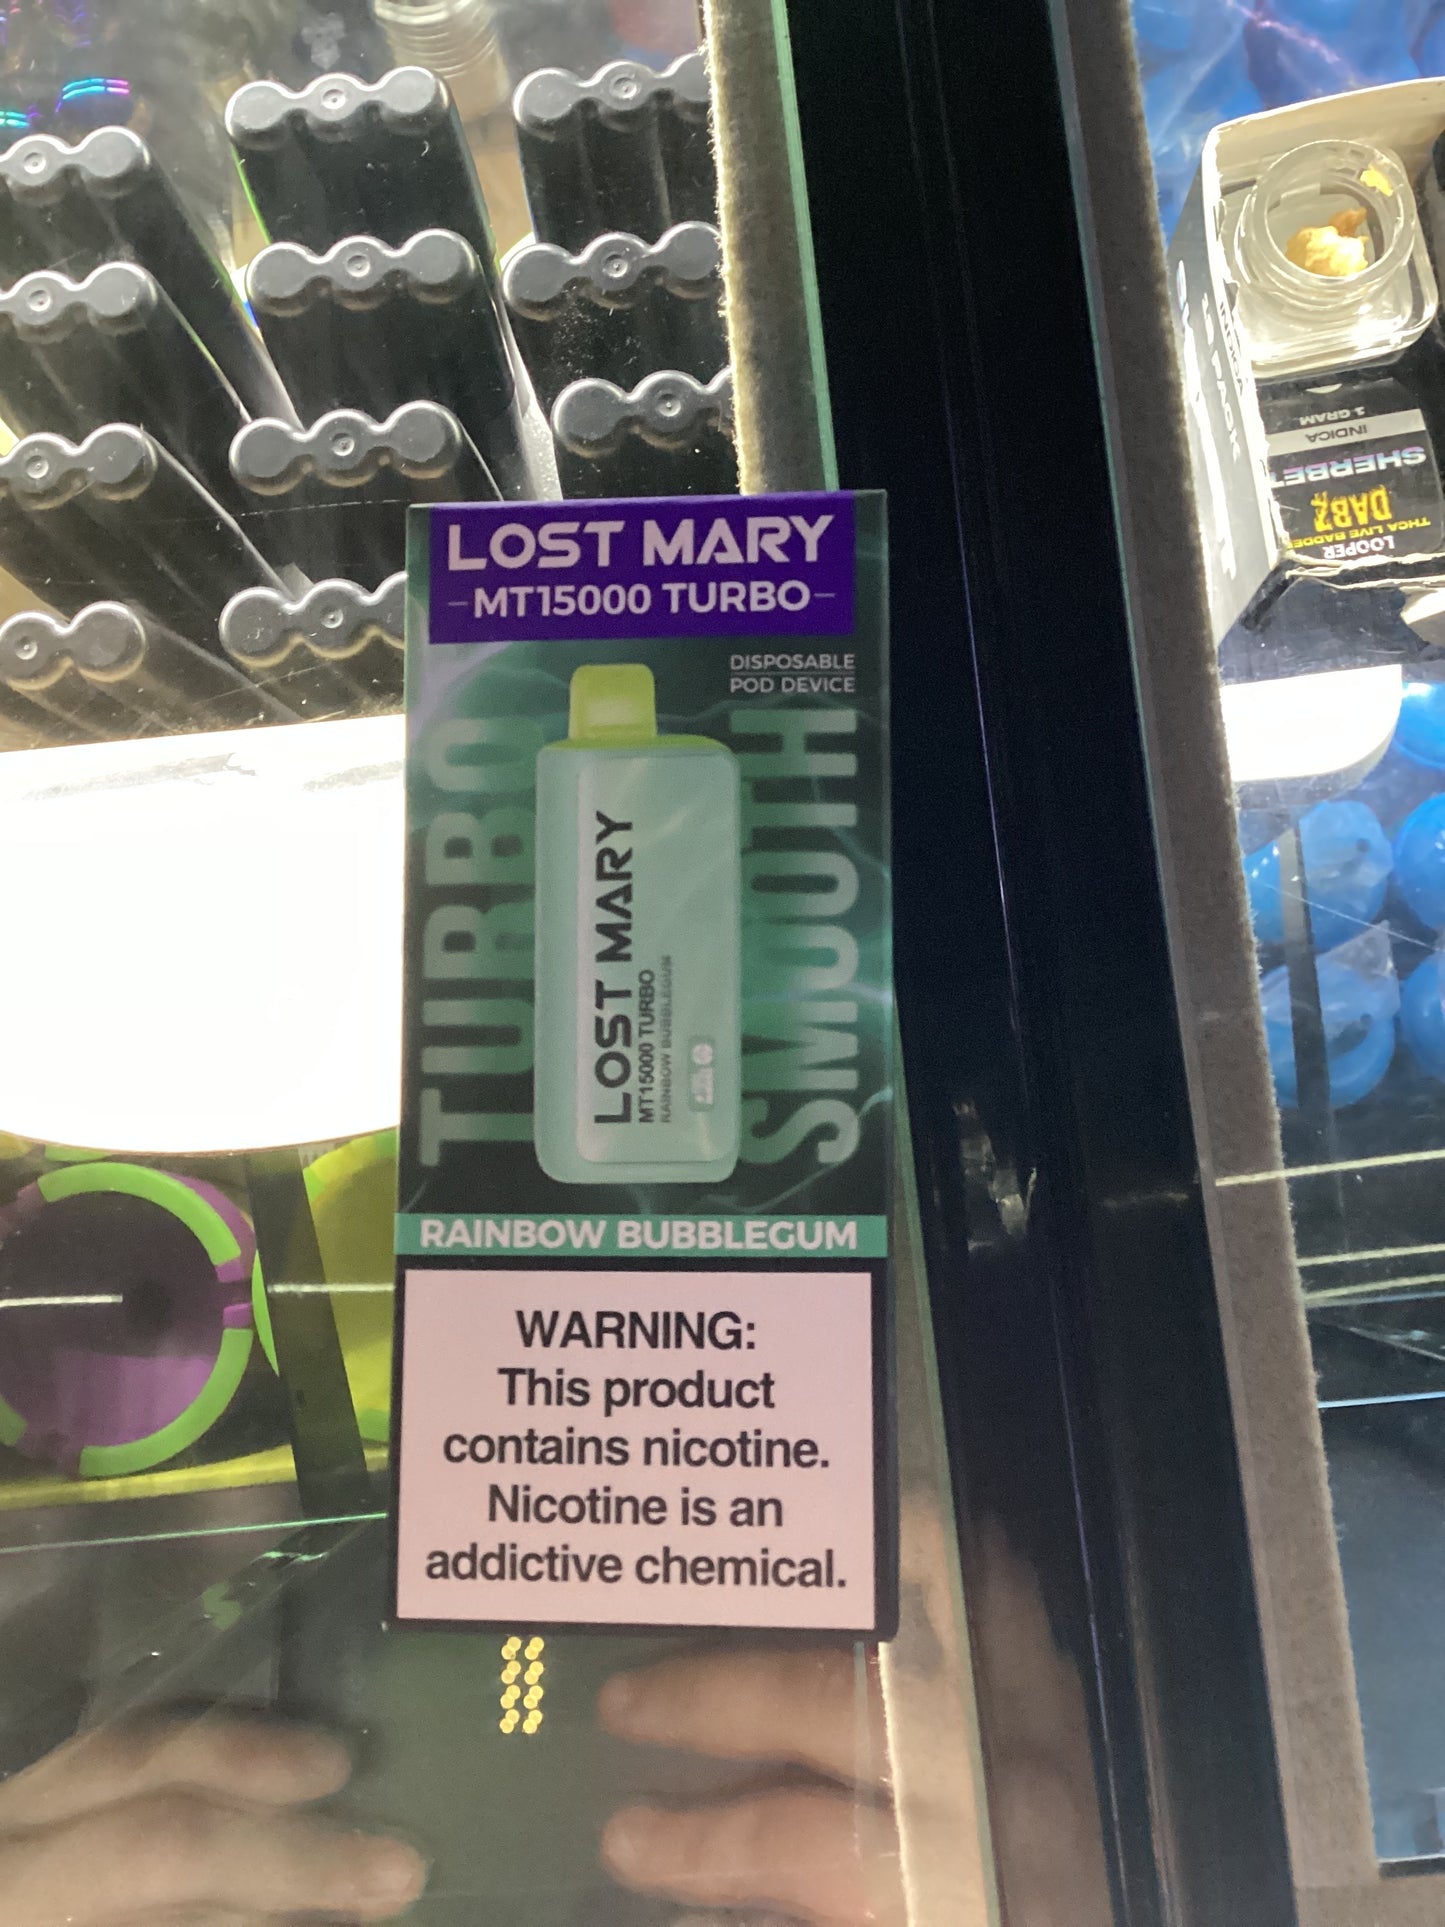 LOST MARY
MT15000 TURBO
DISPOSABLE
POD DEVICE
TURBO
SMOOTH
LOST MARY
MT15000 TURBO
RAINBOW BUBBLEGUM
RAINBOW BUBBLEGUM
WARNING:
This product
contains nicotine.
Nicotine is an
addictive chemical.
LOOPER
THCA LIVE BADDER
DABZ
SHERBET
INDICA
1 GRAM